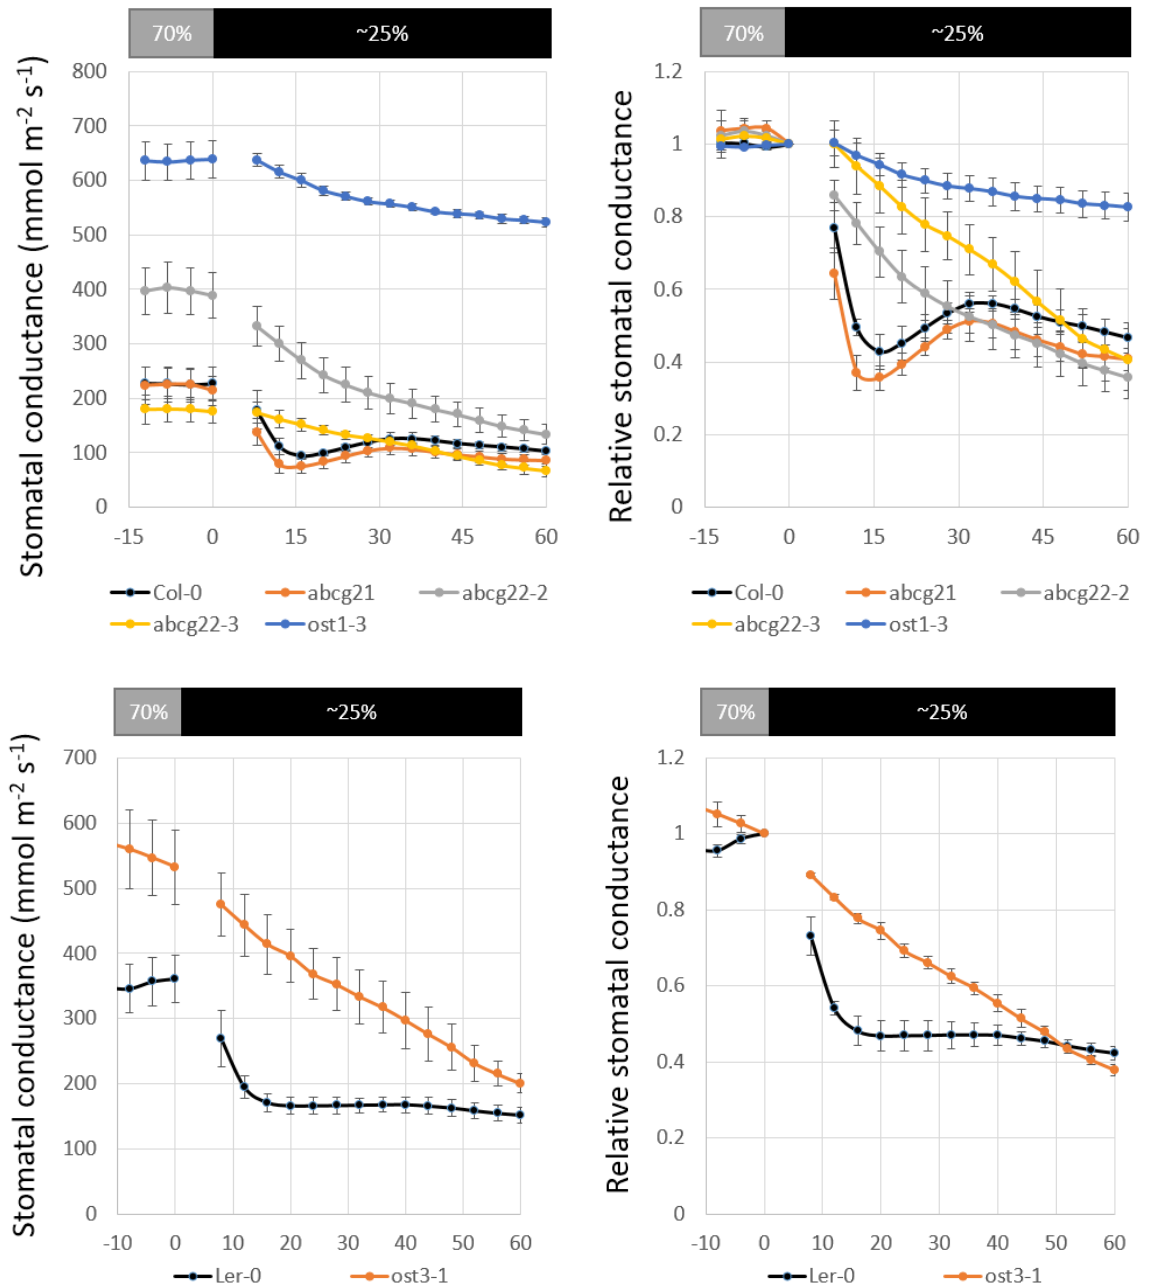 70% ~25%
Stomatal conductance (mmol m⁻² s⁻¹)
800
700
600
500
400
300
200
100
0
-15 0 15 30 45 60
Col-0 abcg21 abcg22-2
abcg22-3 ost1-3
70% ~25%
Relative stomatal conductance
1.2
1
0.8
0.6
0.4
0.2
0
-15 0 15 30 45 60
Col-0 abcg21 abcg22-2
abcg22-3 ost1-3
70% ~25%
Stomatal conductance (mmol m⁻² s⁻¹)
700
600
500
400
300
200
100
0
-10 0 10 20 30 40 50 60
Ler-0 ost3-1
70% ~25%
Relative stomatal conductance
1.2
1
0.8
0.6
0.4
0.2
0
-10 0 10 20 30 40 50 60
Ler-0 ost3-1